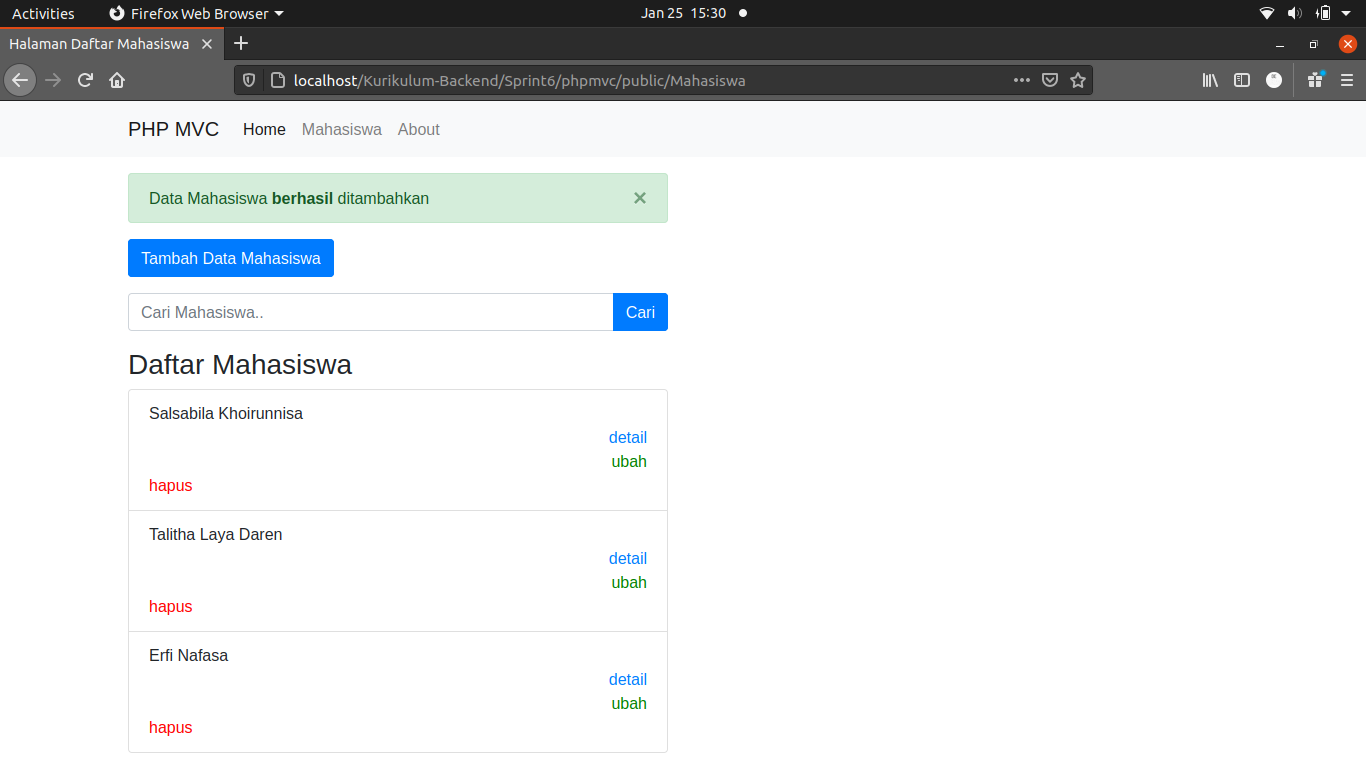 Activities Firefox Web Browser Jan 25 15:30
Halaman Daftar Mahasiswa
localhost/Kurikulum-Backend/Sprint6/phpmvc/public/Mahasiswa
PHP MVC Home Mahasiswa About
Data Mahasiswa berhasil ditambahkan ×
Tambah Data Mahasiswa
Cari Mahasiswa.. Cari
Daftar Mahasiswa
Salsabila Khoirunnisa
detail
ubah
hapus
Talitha Laya Daren
detail
ubah
hapus
Erfi Nafasa
detail
ubah
hapus